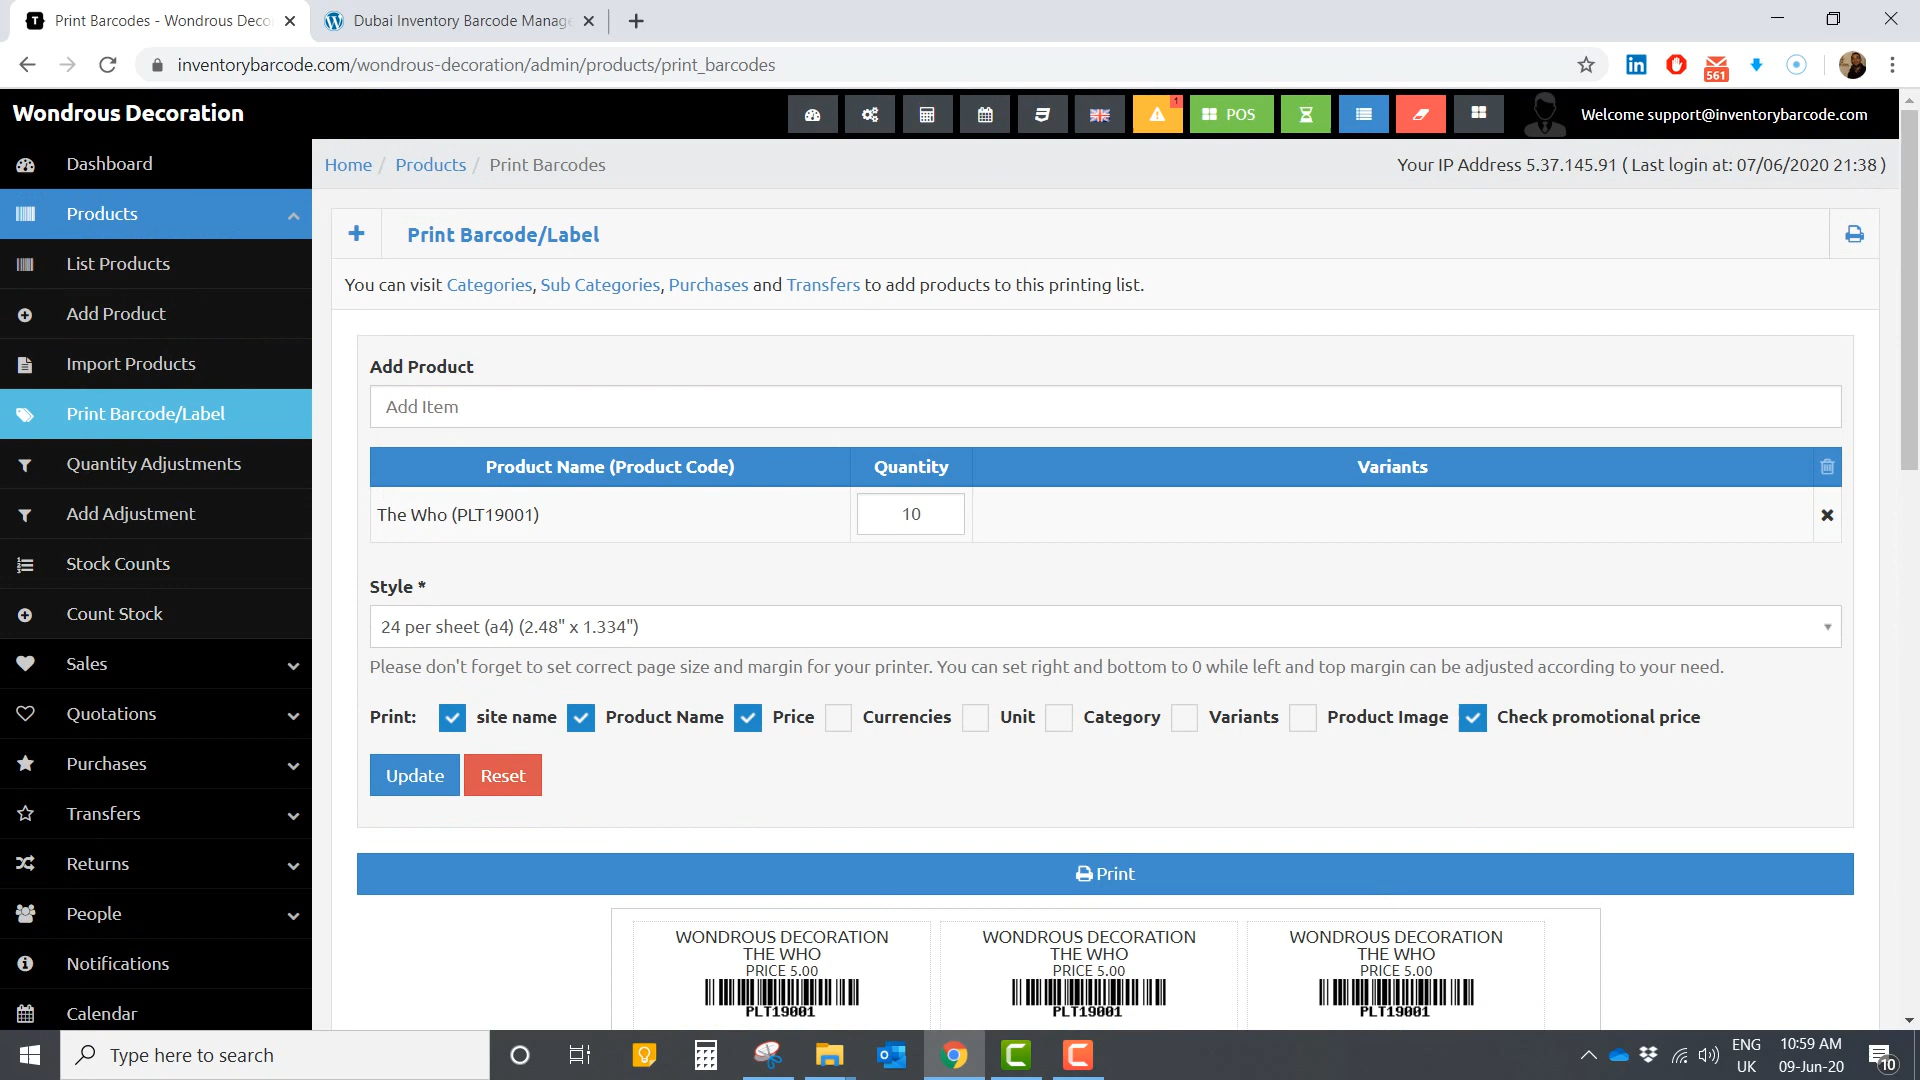 Print Barcodes - Wondrous Deco
Dubai Inventory Barcode Manag
inventorybarcode.com/wondrous-decoration/admin/products/print_barcodes
561
Wondrous Decoration
1
POS
Welcome support@inventorybarcode.com
Home / Products / Print Barcodes
Your IP Address 5.37.145.91 ( Last login at: 07/06/2020 21:38 )
Dashboard
Products
List Products
Add Product
Import Products
Print Barcode/Label
Quantity Adjustments
Add Adjustment
Stock Counts
Count Stock
Sales
Quotations
Purchases
Transfers
Returns
People
Notifications
Calendar
Print Barcode/Label
You can visit Categories, Sub Categories, Purchases and Transfers to add products to this printing list.
Add Product
Add Item
Product Name (Product Code) Quantity Variants
The Who (PLT19001) 10
Style *
24 per sheet (a4) (2.48" x 1.334")
Please don't forget to set correct page size and margin for your printer. You can set right and bottom to 0 while left and top margin can be adjusted according to your need.
Print: site name Product Name Price Currencies Unit Category Variants Product Image Check promotional price
Update Reset
Print
WONDROUS DECORATION
THE WHO
PRICE 5.00
PLT19001
WONDROUS DECORATION
THE WHO
PRICE 5.00
PLT19001
WONDROUS DECORATION
THE WHO
PRICE 5.00
PLT19001
Type here to search
ENG
UK
10:59 AM
09-Jun-20
10